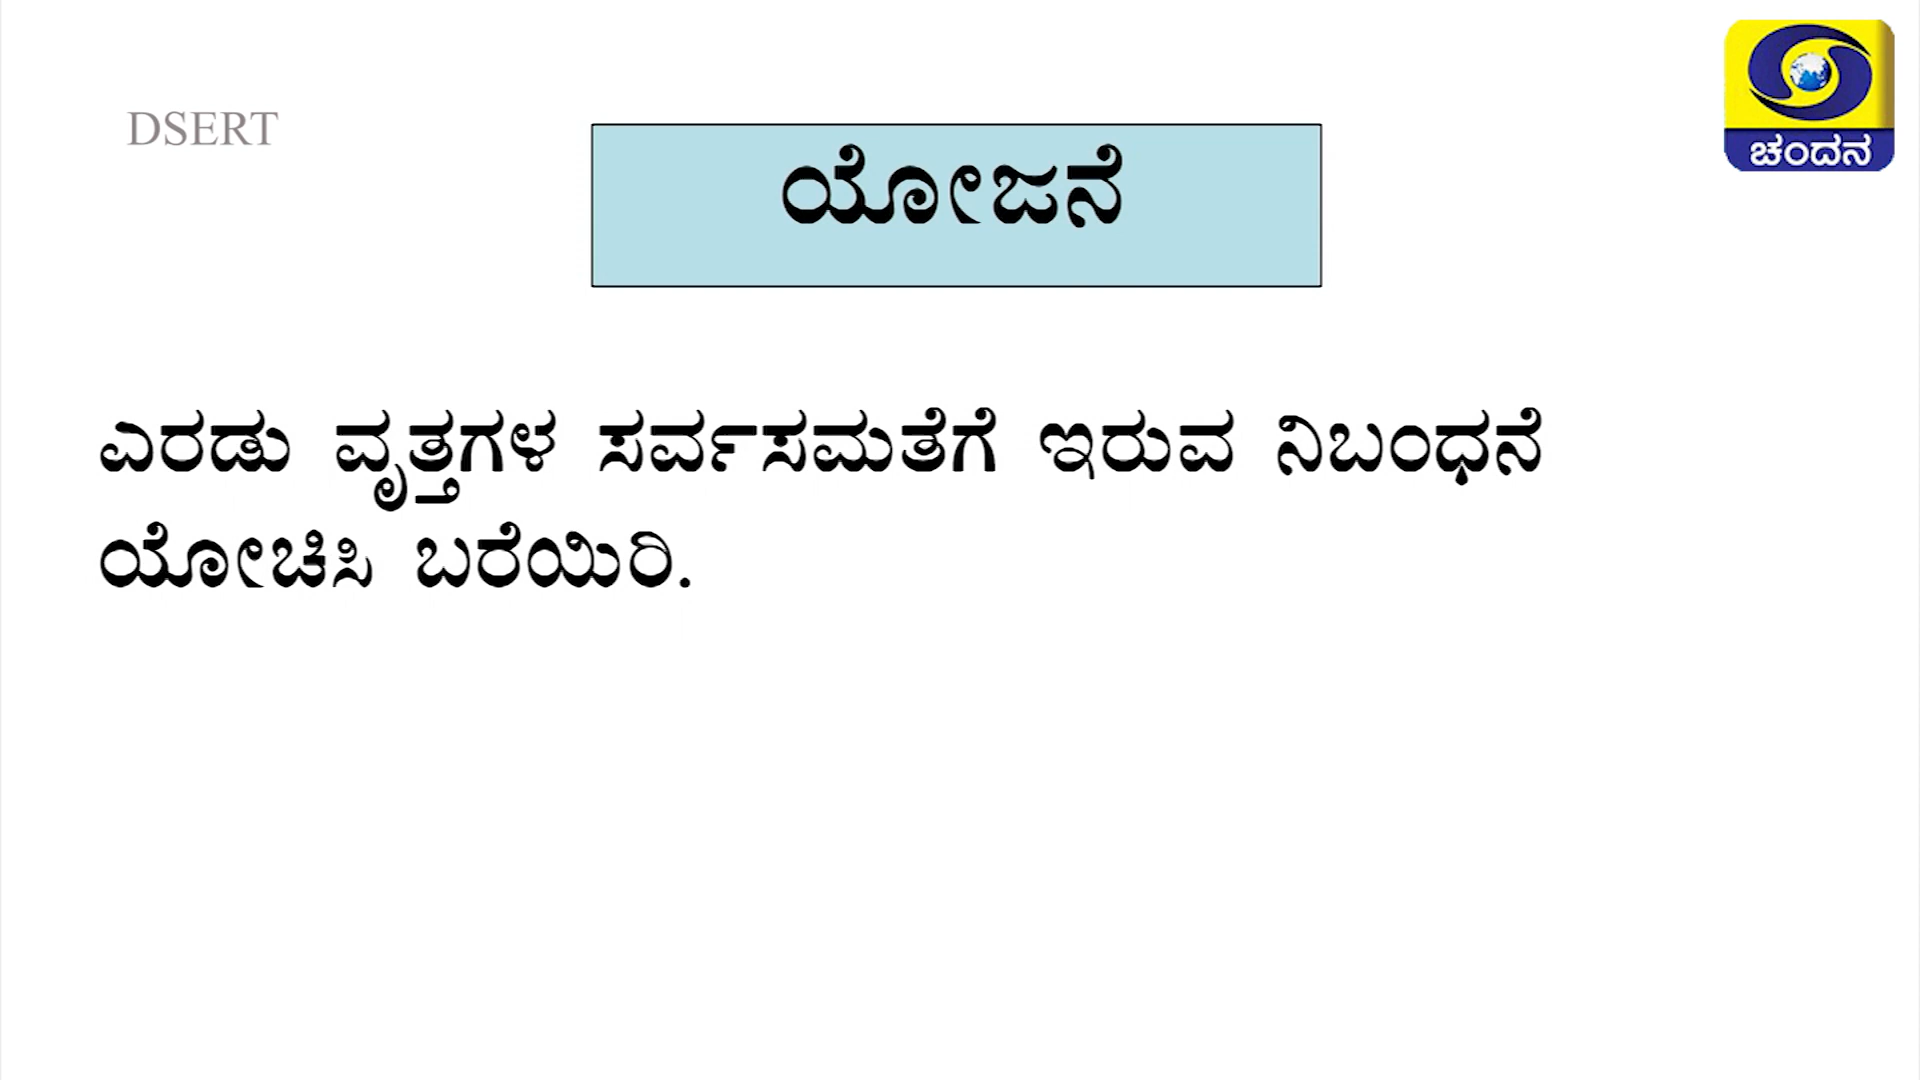 DSERT
ಚಂದನ
ಯೋಜನೆ
ಎರಡು ವೃತ್ತಗಳ ಸರ್ವಸಮತೆಗೆ ಇರುವ ನಿಬಂಧನೆ
ಯೋಚಿಸಿ ಬರೆಯಿರಿ.